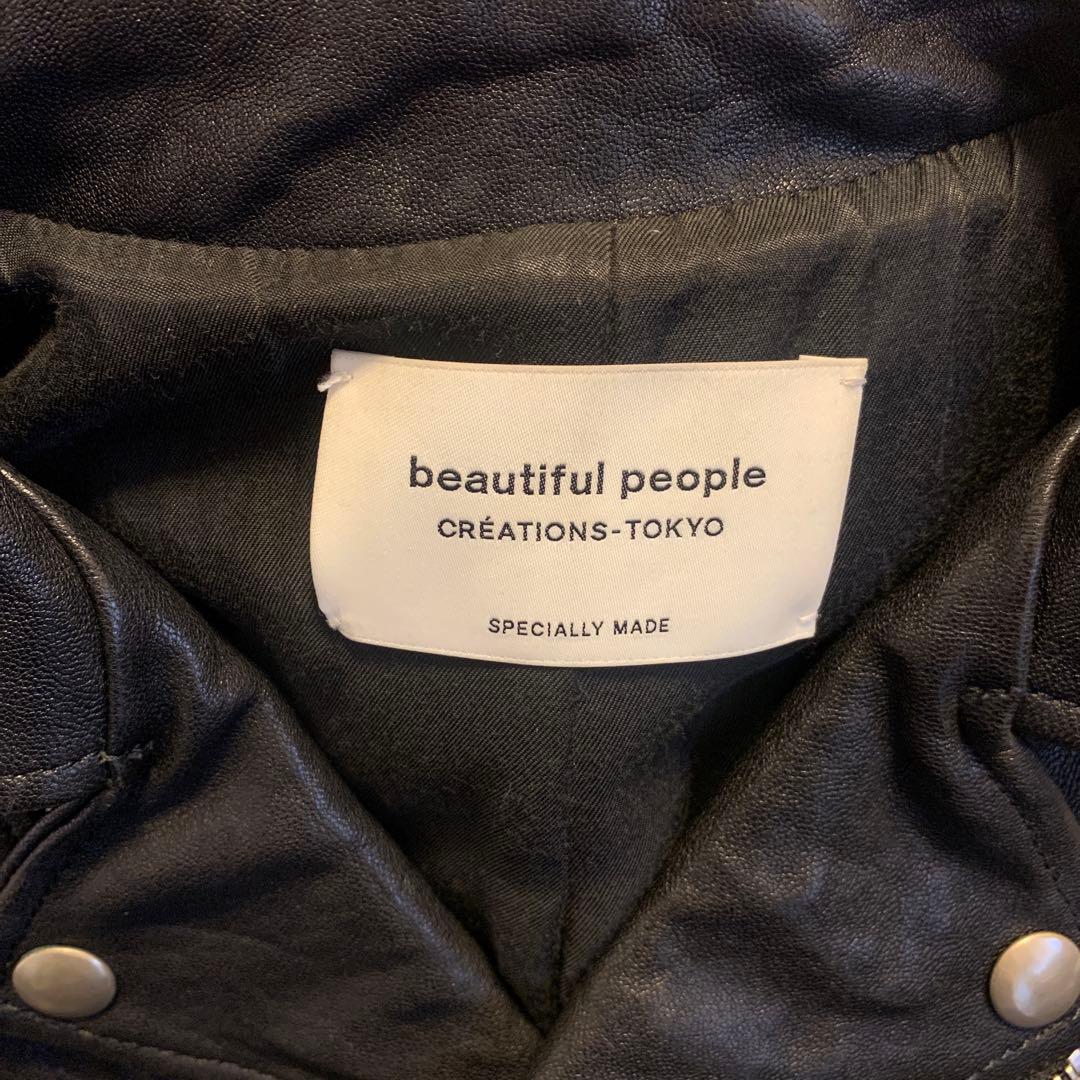 beautiful people
CRÉATIONS-TOKYO
SPECIALLY MADE